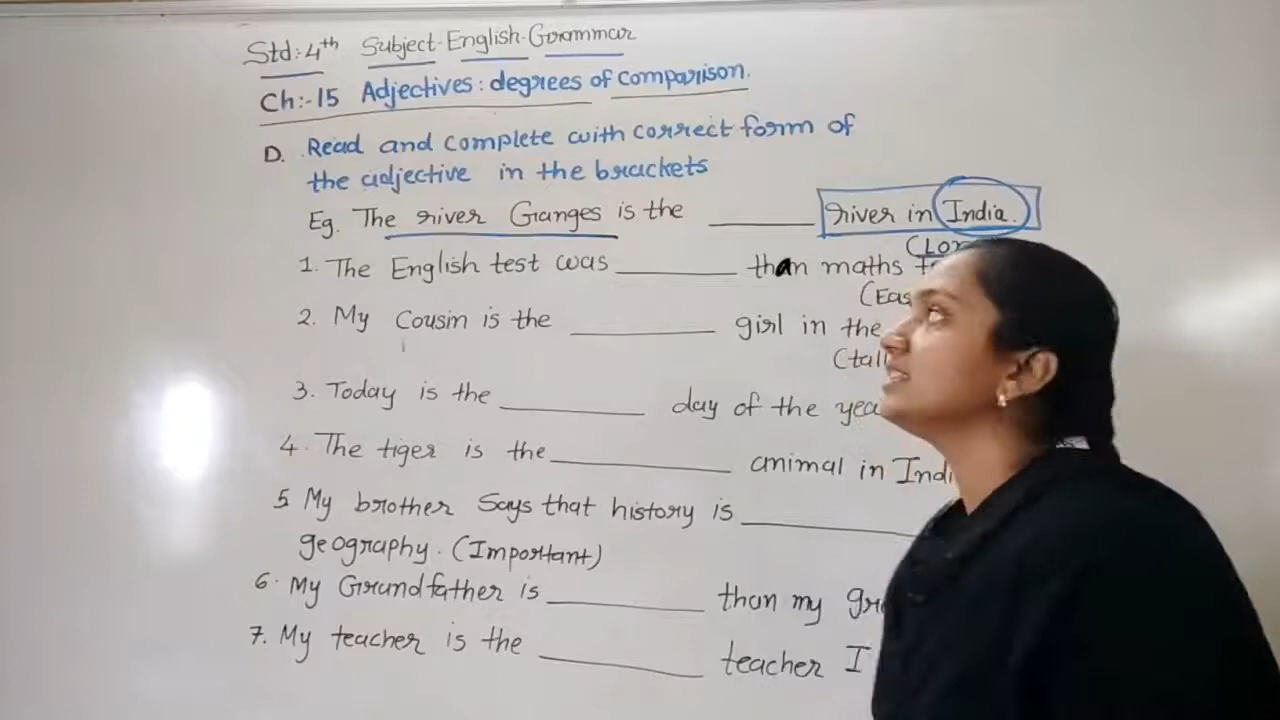 Std:-4th Subject-English-Grammar
Ch:-15 Adjectives: degrees of comparison.
D. Read and complete with correct form of
the adjective in the brackets
Eg. The river Ganges is the ______ river in India.
1. The English test was ______ than maths
2. My Cousin is the ______ girl in the
3. Today is the ______ day of the
4. The tiger is the ______ animal in
5. My brother Says that history is ______
geography. (Important)
6. My Grandfather is ______ than my
7. My teacher is the ______ teacher I